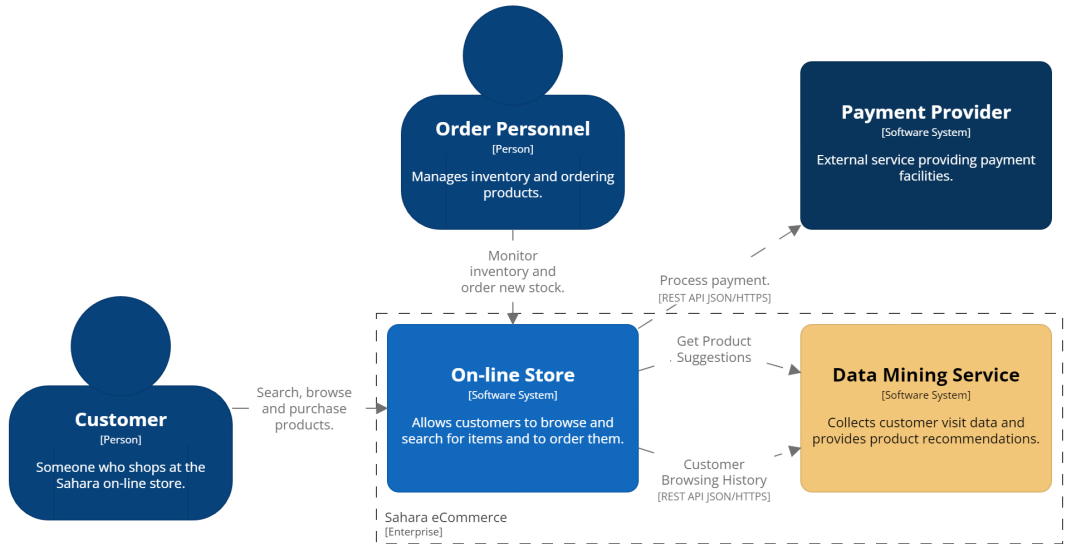 Order Personnel
[Person]
Manages inventory and ordering
products.
Payment Provider
[Software System]
External service providing payment
facilities.
Monitor
inventory and
order new stock.
Process payment.
[REST API JSON/HTTPS]
Customer
[Person]
Someone who shops at the
Sahara on-line store.
Search, browse
and purchase
products.
On-line Store
[Software System]
Allows customers to browse and
search for items and to order them.
Get Product
Suggestions
Customer
Browsing History
[REST API JSON/HTTPS]
Data Mining Service
[Software System]
Collects customer visit data and
provides product recommendations.
Sahara eCommerce
[Enterprise]